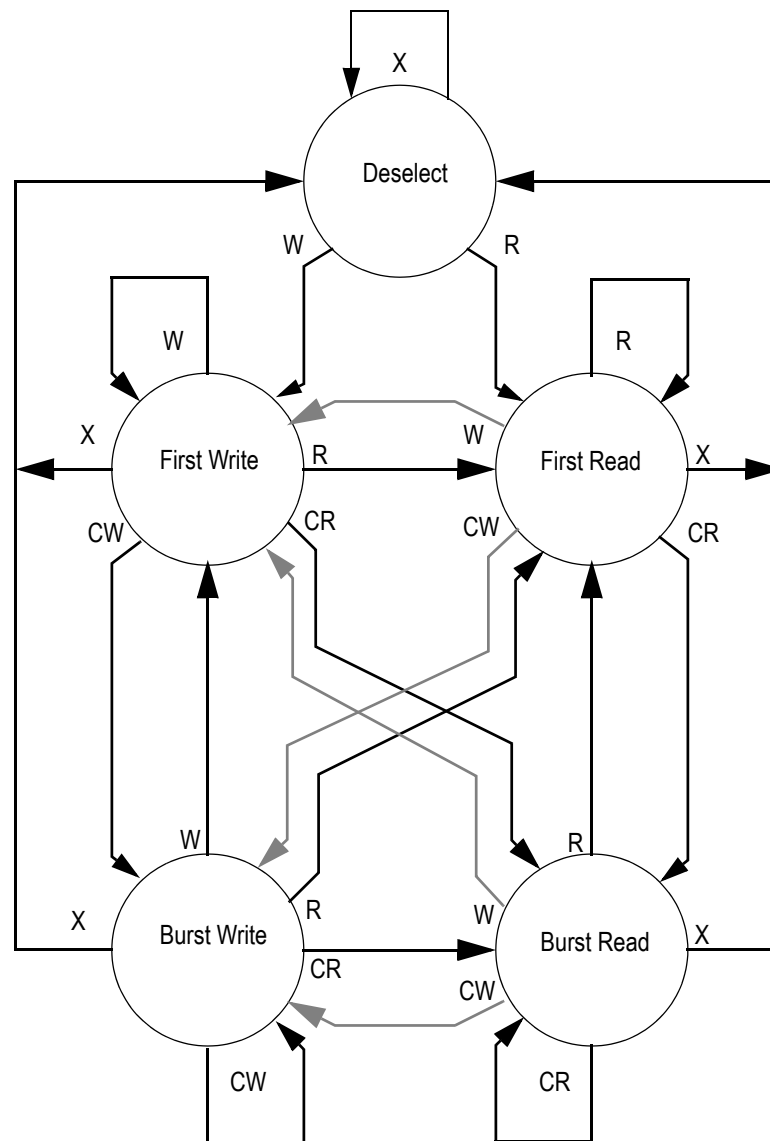 X
Deselect
W
R
W
R
X
First Write
R
W
First Read
X
CW
CR
CW
CR
W
R
X
Burst Write
R
W
Burst Read
X
CR
CW
CW
CR